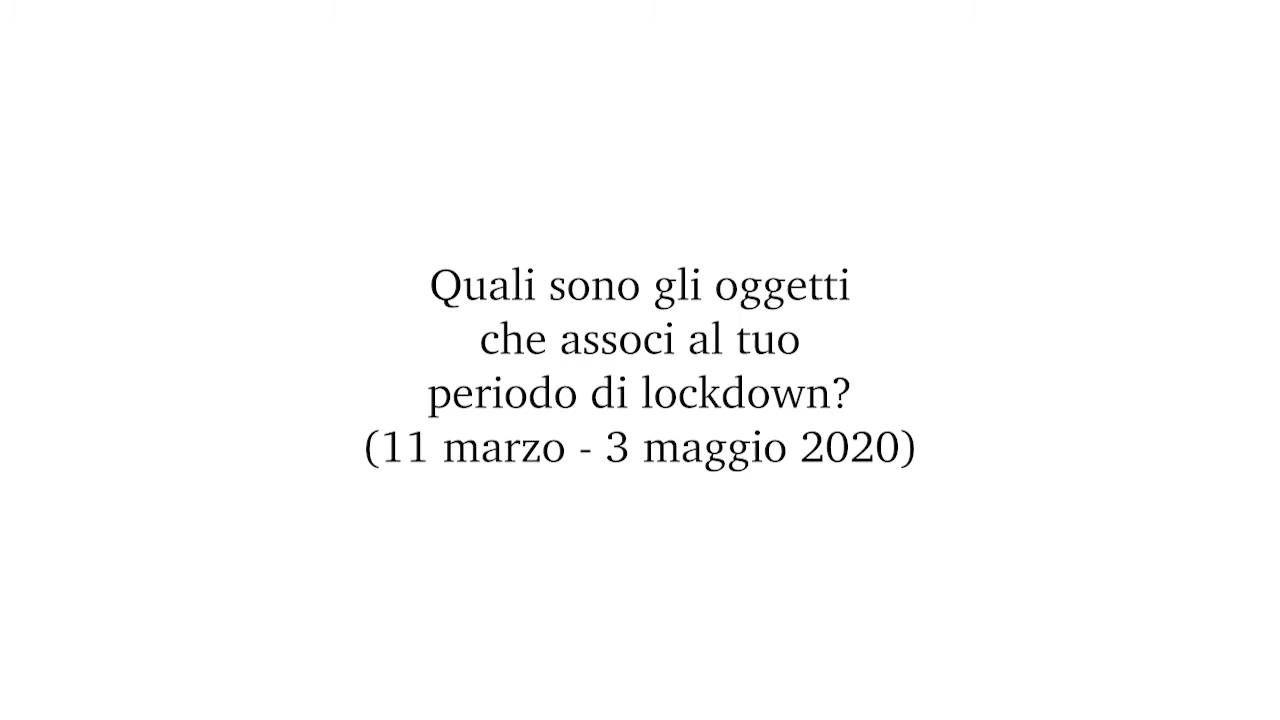 Quali sono gli oggetti
che associ al tuo
periodo di lockdown?
(11 marzo - 3 maggio 2020)